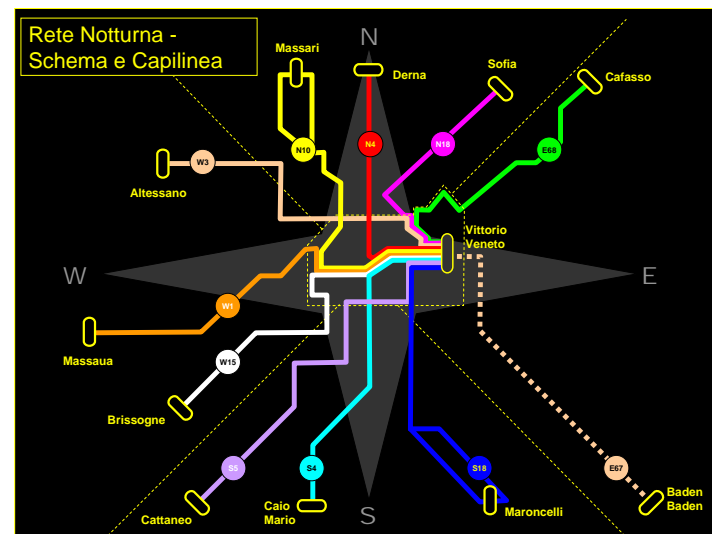 Rete Notturna -
Schema e Capilinea
N
Massari
Derna
Sofia
Cafasso
N10
N4
N18
E68
W3
Altessano
Vittorio
Veneto
W
E
W1
Massaua
W15
Brissogne
S5
S4
S18
E67
Cattaneo
Caio
Mario
S
Maroncelli
Baden
Baden